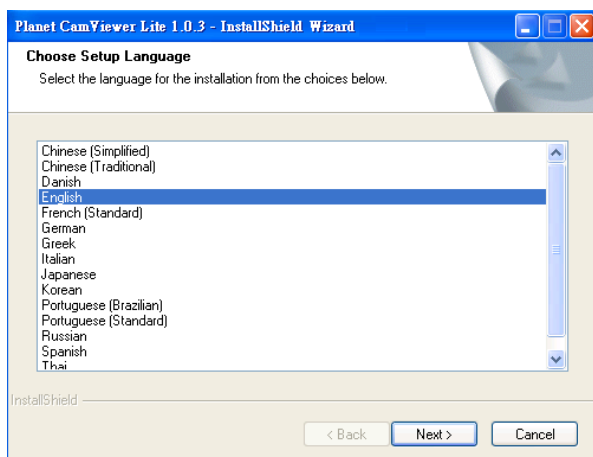 Planet CamViewer Lite 1.0.3 - InstallShield Wizard
Choose Setup Language
Select the language for the installation from the choices below.
Chinese (Simplified)
Chinese (Traditional)
Danish
English
French (Standard)
German
Greek
Italian
Japanese
Korean
Portuguese (Brazilian)
Portuguese (Standard)
Russian
Spanish
Thai
InstallShield
< Back Next > Cancel